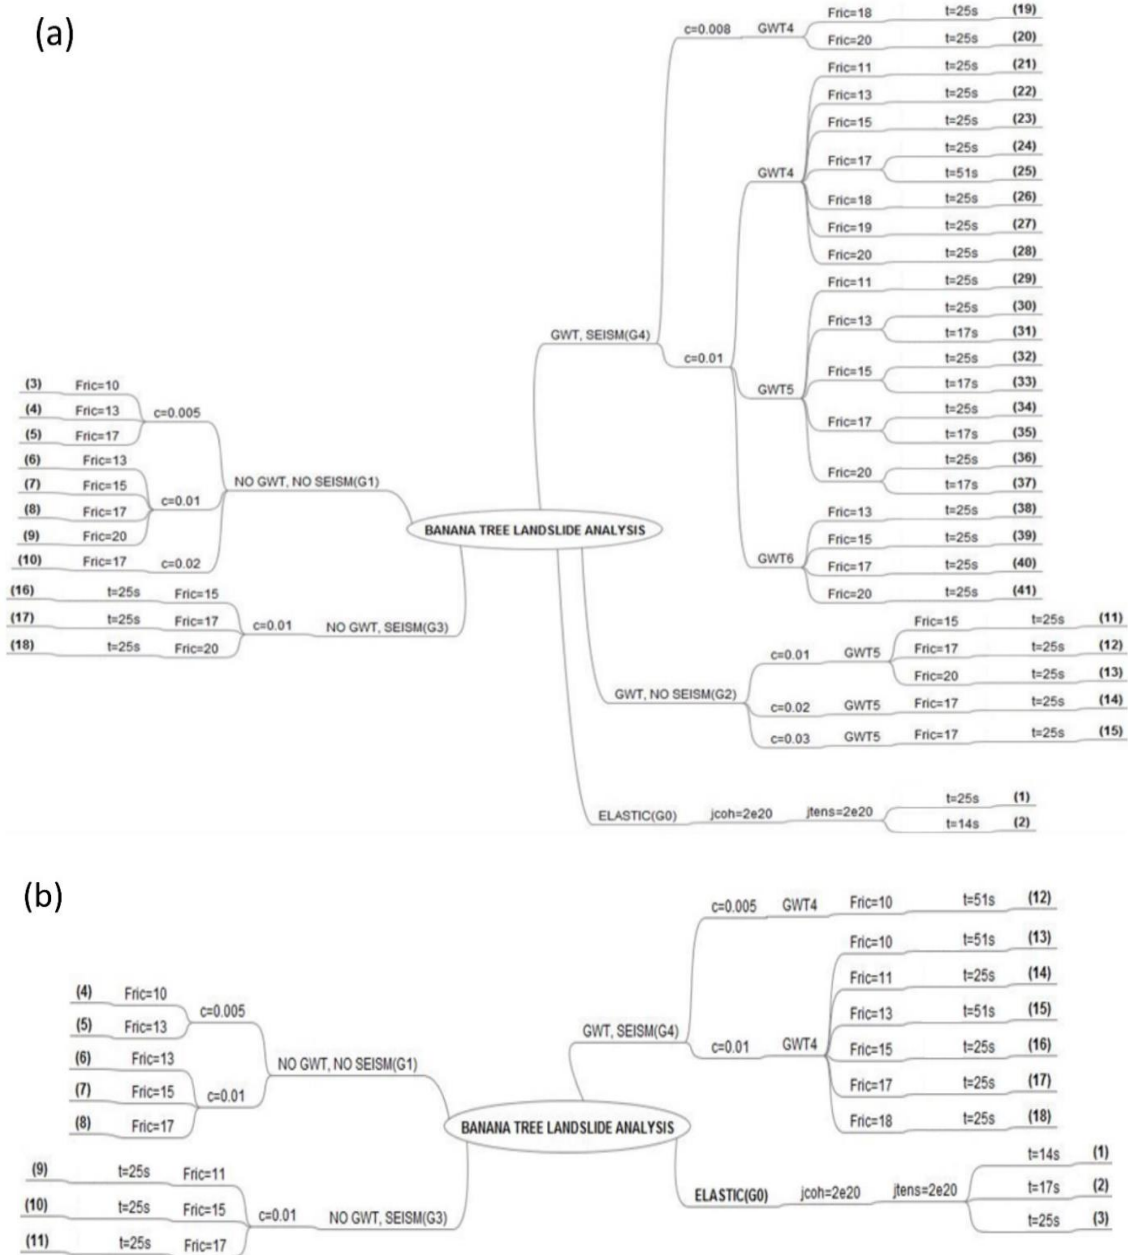 (a)
c=0.008 GWT4 Fric=18 t=25s (19)
Fric=20 t=25s (20)
Fric=11 t=25s (21)
Fric=13 t=25s (22)
Fric=15 t=25s (23)
GWT4 Fric=17 t=25s (24)
t=51s (25)
Fric=18 t=25s (26)
Fric=19 t=25s (27)
Fric=20 t=25s (28)
Fric=11 t=25s (29)
GWT, SEISM(G4)
c=0.01
Fric=13 t=25s (30)
t=17s (31)
GWT5 Fric=15 t=25s (32)
t=17s (33)
Fric=17 t=25s (34)
t=17s (35)
Fric=20 t=25s (36)
t=17s (37)
GWT6 Fric=13 t=25s (38)
Fric=15 t=25s (39)
Fric=17 t=25s (40)
Fric=20 t=25s (41)
(3) Fric=10 c=0.005
(4) Fric=13
(5) Fric=17
(6) Fric=13
(7) Fric=15 c=0.01
(8) Fric=17
(9) Fric=20
(10) Fric=17 c=0.02
NO GWT, NO SEISM(G1)
BANANA TREE LANDSLIDE ANALYSIS
(16) t=25s Fric=15
(17) t=25s Fric=17 c=0.01 NO GWT, SEISM(G3)
(18) t=25s Fric=20
GWT, NO SEISM(G2)
c=0.01 GWT5 Fric=15 t=25s (11)
Fric=17 t=25s (12)
Fric=20 t=25s (13)
c=0.02 GWT5 Fric=17 t=25s (14)
c=0.03 GWT5 Fric=17 t=25s (15)
ELASTIC(G0) jcoh=2e20 jtens=2e20 t=25s (1)
t=14s (2)
(b)
c=0.005 GWT4 Fric=10 t=51s (12)
GWT, SEISM(G4)
c=0.01 GWT4 Fric=10 t=51s (13)
Fric=11 t=25s (14)
Fric=13 t=51s (15)
Fric=15 t=25s (16)
Fric=17 t=25s (17)
Fric=18 t=25s (18)
(4) Fric=10 c=0.005
(5) Fric=13
(6) Fric=13
(7) Fric=15 c=0.01
(8) Fric=17
NO GWT, NO SEISM(G1)
BANANA TREE LANDSLIDE ANALYSIS
(9) t=25s Fric=11
(10) t=25s Fric=15 c=0.01 NO GWT, SEISM(G3)
(11) t=25s Fric=17
ELASTIC(G0) jcoh=2e20 jtens=2e20 t=14s (1)
t=17s (2)
t=25s (3)